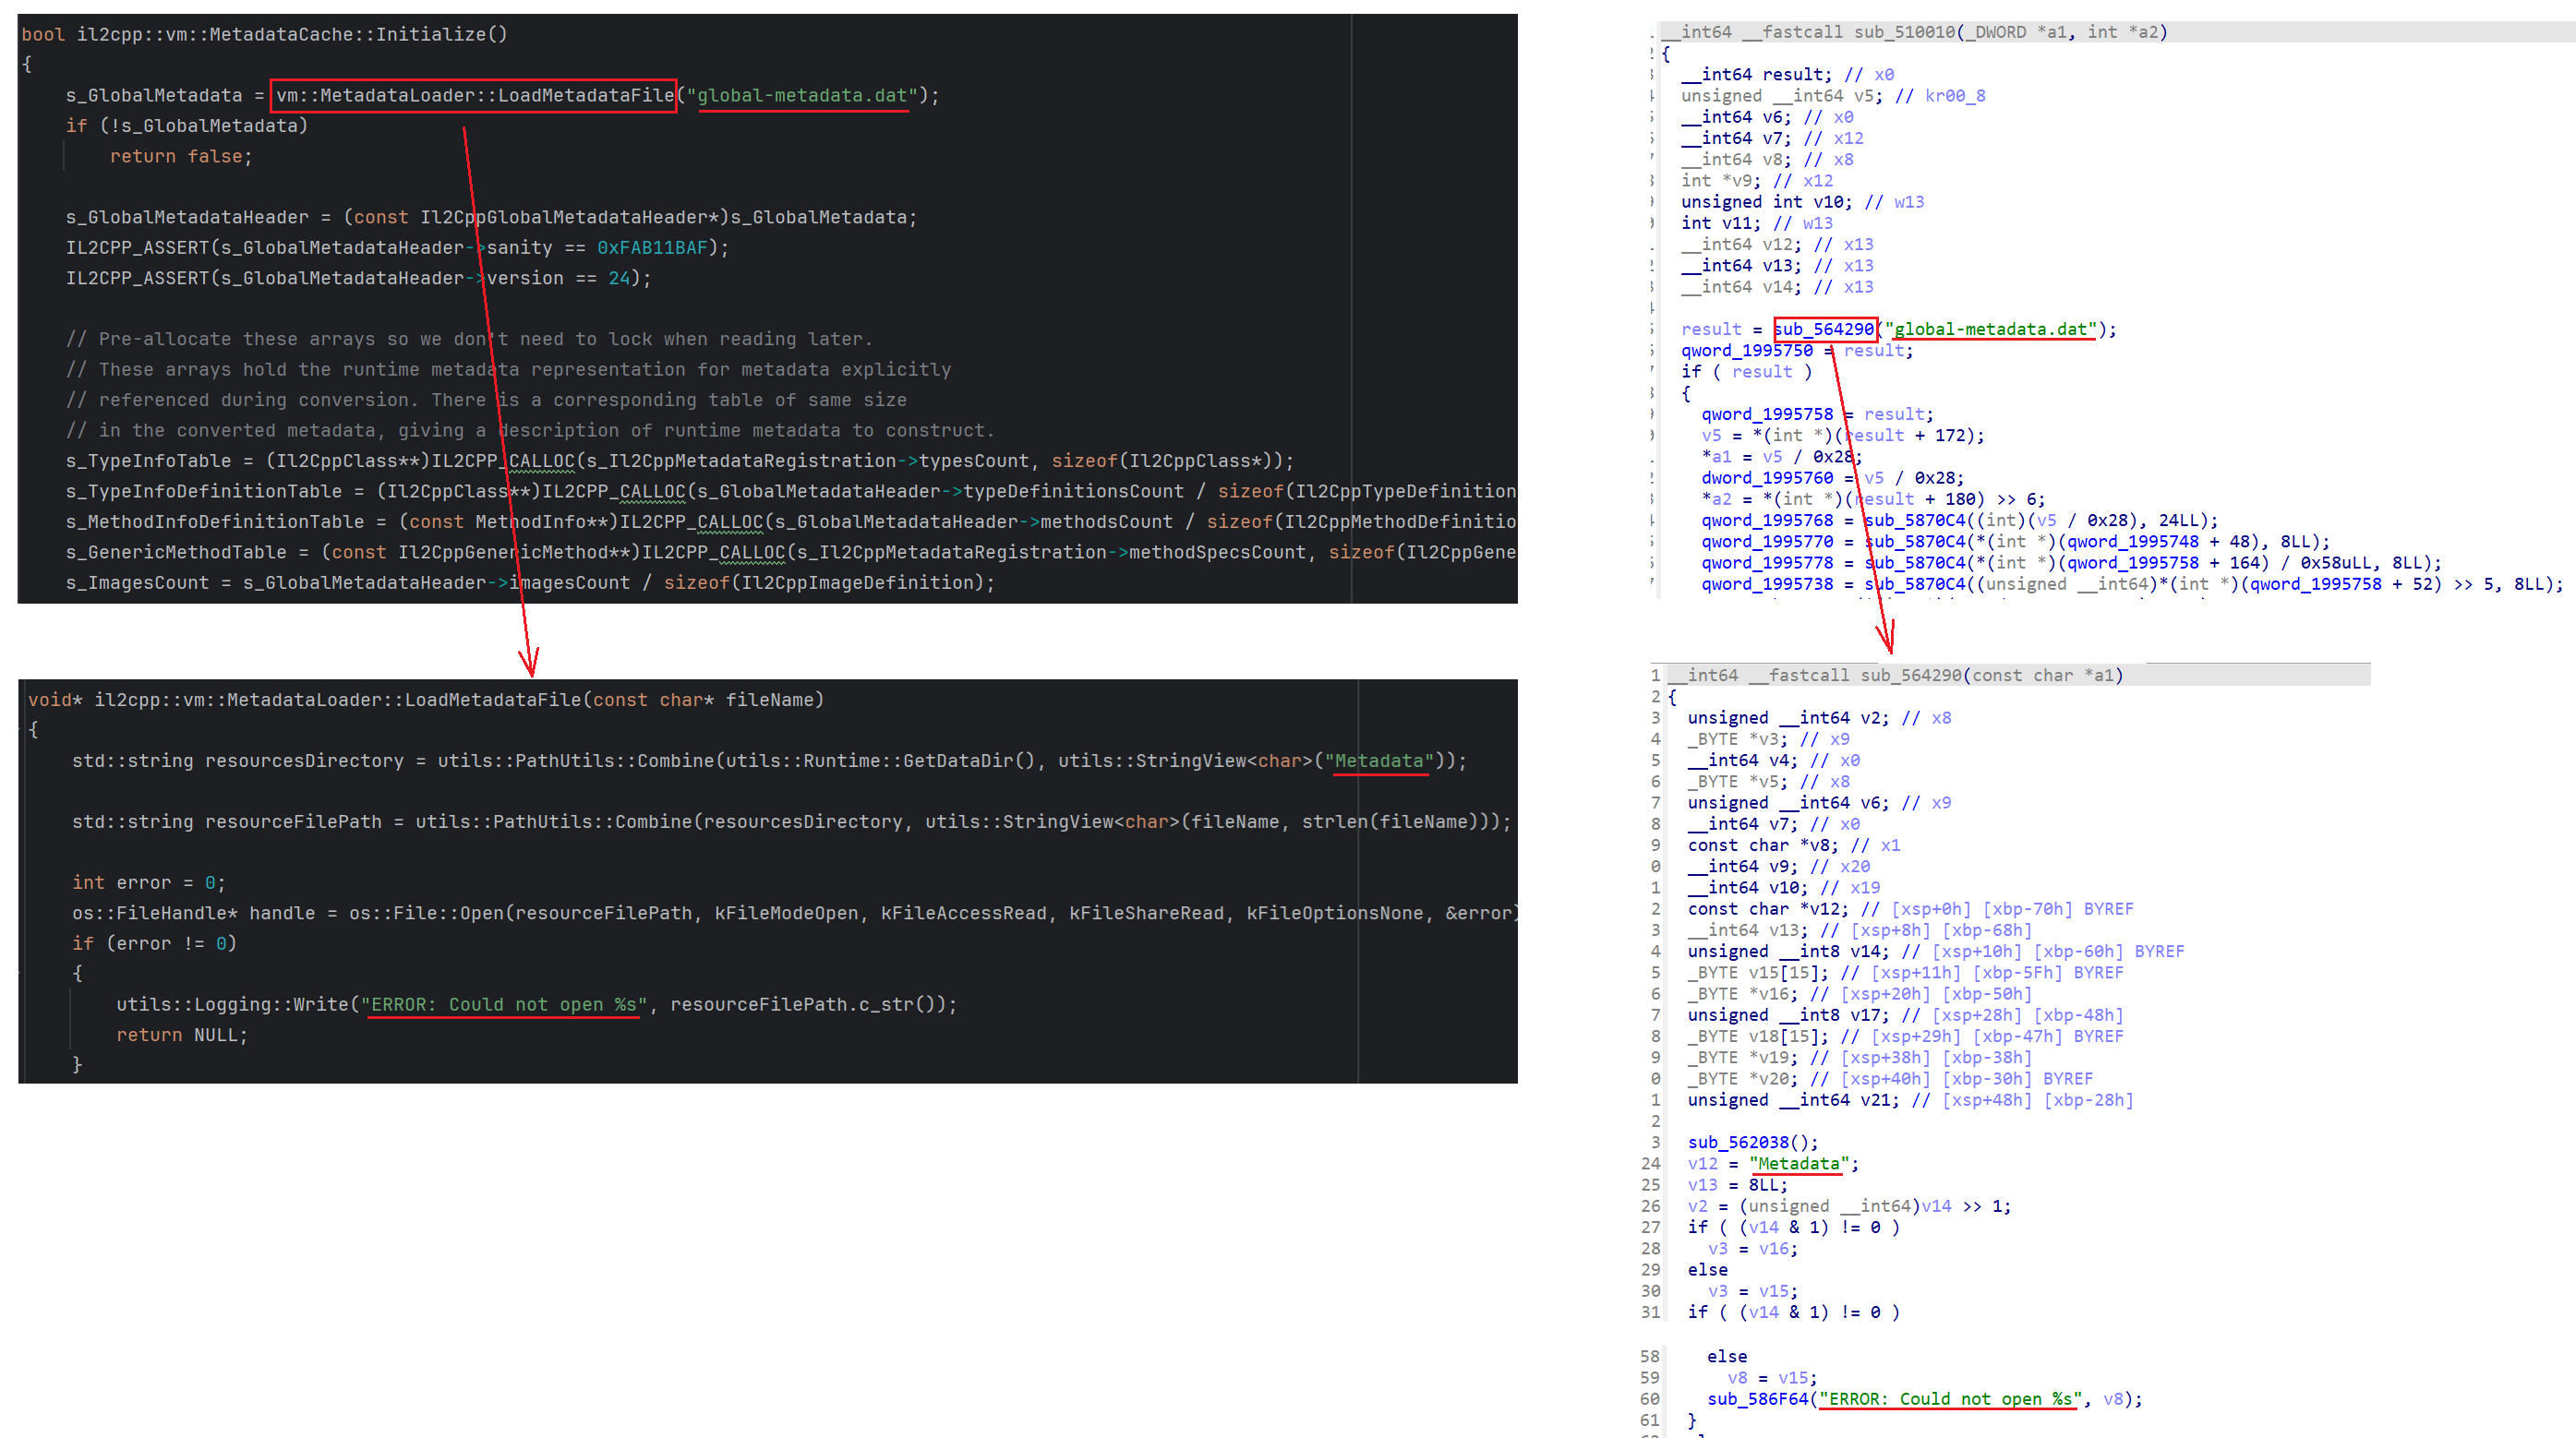 bool il2cpp::vm::MetadataCache::Initialize()
{
    s_GlobalMetadata = vm::MetadataLoader::LoadMetadataFile("global-metadata.dat");
    if (!s_GlobalMetadata)
        return false;

    s_GlobalMetadataHeader = (const Il2CppGlobalMetadataHeader*)s_GlobalMetadata;
    IL2CPP_ASSERT(s_GlobalMetadataHeader->sanity == 0xFAB11BAF);
    IL2CPP_ASSERT(s_GlobalMetadataHeader->version == 24);

    // Pre-allocate these arrays so we don't need to lock when reading later.
    // These arrays hold the runtime metadata representation for metadata explicitly
    // referenced during conversion. There is a corresponding table of same size
    // in the converted metadata, giving a description of runtime metadata to construct.
    s_TypeInfoTable = (Il2CppClass**)IL2CPP_CALLOC(s_Il2CppMetadataRegistration->typesCount, sizeof(Il2CppClass*));
    s_TypeInfoDefinitionTable = (Il2CppClass**)IL2CPP_CALLOC(s_GlobalMetadataHeader->typeDefinitionsCount / sizeof(Il2CppTypeDefinition
    s_MethodInfoDefinitionTable = (const MethodInfo**)IL2CPP_CALLOC(s_GlobalMetadataHeader->methodsCount / sizeof(Il2CppMethodDefinitio
    s_GenericMethodTable = (const Il2CppGenericMethod**)IL2CPP_CALLOC(s_Il2CppMetadataRegistration->methodSpecsCount, sizeof(Il2CppGene
    s_ImagesCount = s_GlobalMetadataHeader->imagesCount / sizeof(Il2CppImageDefinition);
void* il2cpp::vm::MetadataLoader::LoadMetadataFile(const char* fileName)
{
    std::string resourcesDirectory = utils::PathUtils::Combine(utils::Runtime::GetDataDir(), utils::StringView<char>("Metadata"));

    std::string resourceFilePath = utils::PathUtils::Combine(resourcesDirectory, utils::StringView<char>(fileName, strlen(fileName)));

    int error = 0;
    os::FileHandle* handle = os::File::Open(resourceFilePath, kFileModeOpen, kFileAccessRead, kFileShareRead, kFileOptionsNone, &error)
    if (error != 0)
    {
        utils::Logging::Write("ERROR: Could not open %s", resourceFilePath.c_str());
        return NULL;
    }
__int64 __fastcall sub_510010(_DWORD *a1, int *a2)
{
  __int64 result; // x0
  unsigned __int64 v5; // kr00_8
  __int64 v6; // x0
  __int64 v7; // x12
  __int64 v8; // x8
  int *v9; // x12
  unsigned int v10; // w13
  int v11; // w13
  __int64 v12; // x13
  __int64 v13; // x13
  __int64 v14; // x13

  result = sub_564290("global-metadata.dat");
  qword_1995750 = result;
  if ( result )
  {
    qword_1995758 = result;
    v5 = *(int *)(result + 172);
    *a1 = v5 / 0x28;
    dword_1995760 = v5 / 0x28;
    *a2 = *(int *)(result + 180) >> 6;
    qword_1995768 = sub_5870C4((int)(v5 / 0x28), 24LL);
    qword_1995770 = sub_5870C4(*(int *)(qword_1995748 + 48), 8LL);
    qword_1995778 = sub_5870C4(*(int *)(qword_1995758 + 164) / 0x58uLL, 8LL);
    qword_1995738 = sub_5870C4((unsigned __int64)*(int *)(qword_1995758 + 52) >> 5, 8LL);
1 __int64 __fastcall sub_564290(const char *a1)
2 {
3   unsigned __int64 v2; // x8
4   _BYTE *v3; // x9
5   __int64 v4; // x0
6   _BYTE *v5; // x8
7   unsigned __int64 v6; // x9
8   __int64 v7; // x0
9   const char *v8; // x1
0   __int64 v9; // x20
1   __int64 v10; // x19
2   const char *v12; // [xsp+0h] [xbp-70h] BYREF
3   __int64 v13; // [xsp+8h] [xbp-68h]
4   unsigned __int8 v14; // [xsp+10h] [xbp-60h] BYREF
5   _BYTE v15[15]; // [xsp+11h] [xbp-5Fh] BYREF
6   _BYTE *v16; // [xsp+20h] [xbp-50h]
7   unsigned __int8 v17; // [xsp+28h] [xbp-48h]
8   _BYTE v18[15]; // [xsp+29h] [xbp-47h] BYREF
9   _BYTE *v19; // [xsp+38h] [xbp-38h]
0   _BYTE *v20; // [xsp+40h] [xbp-30h] BYREF
1   unsigned __int64 v21; // [xsp+48h] [xbp-28h]
2
3   sub_562038();
24   v12 = "Metadata";
25   v13 = 8LL;
26   v2 = (unsigned __int64)v14 >> 1;
27   if ( (v14 & 1) != 0 )
28     v3 = v16;
29   else
30     v3 = v15;
31   if ( (v14 & 1) != 0 )
58     else
59       v8 = v15;
60     sub_586F64("ERROR: Could not open %s", v8);
61   }